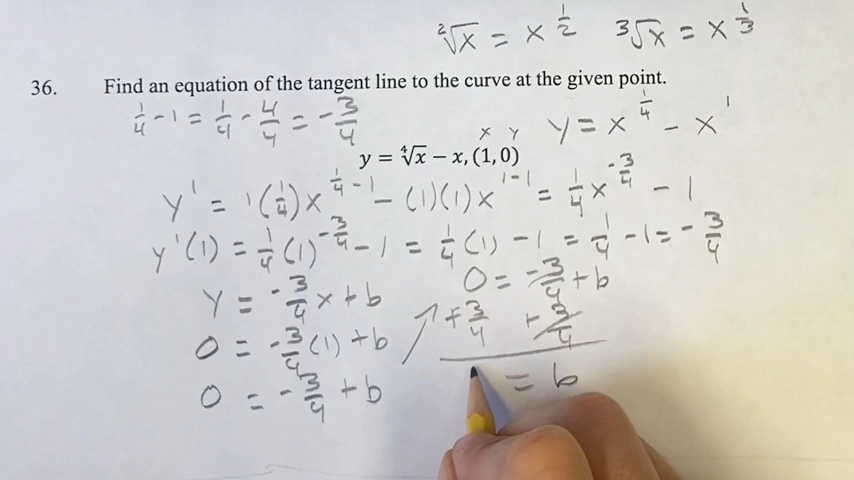 ²√x = x^(1/2) ³√x = x^(1/3)
36. Find an equation of the tangent line to the curve at the given point.
1/4 - 1 = 1/4 - 4/4 = -3/4
y = x^(1/4) - x^1
x y
y = ⁴√x − x, (1, 0)
y' = 1(1/4)x^(1/4 - 1) - (1)(1)x^(1-1) = 1/4 x^(-3/4) - 1
y'(1) = 1/4 (1)^(-3/4) - 1 = 1/4 (1) - 1 = 1/4 - 1 = -3/4
y = -3/4 x + b
0 = -3/4 (1) + b
0 = -3/4 + b
0 = -3/4 + b
+3/4 +3/4
= b